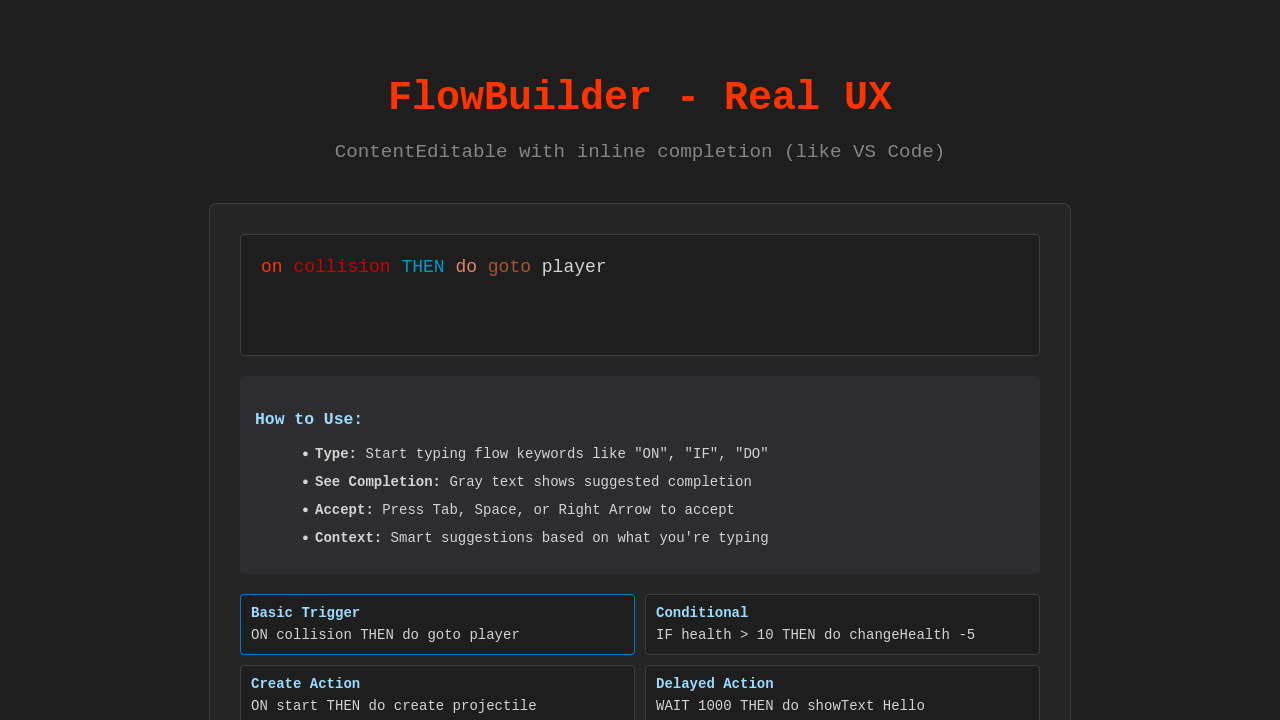 FlowBuilder - Real UX
ContentEditable with inline completion (like VS Code)
on collision THEN do goto player
How to Use:
• Type: Start typing flow keywords like "ON", "IF", "DO"
• See Completion: Gray text shows suggested completion
• Accept: Press Tab, Space, or Right Arrow to accept
• Context: Smart suggestions based on what you're typing
Basic Trigger
ON collision THEN do goto player
Conditional
IF health > 10 THEN do changeHealth -5
Create Action
ON start THEN do create projectile
Delayed Action
WAIT 1000 THEN do showText Hello